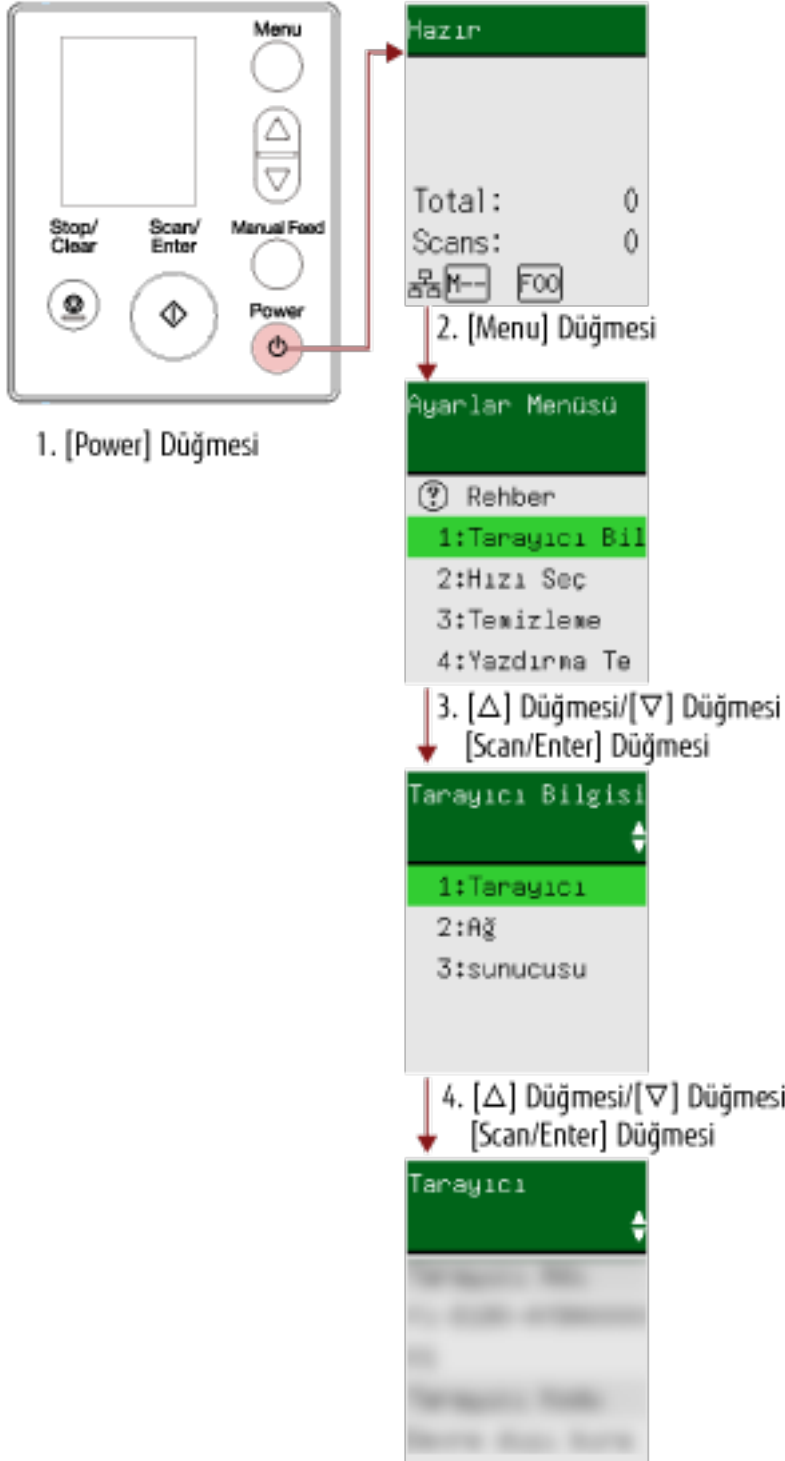 Menu
Stop/
Clear
Scan/
Enter
Manual Feed
Power
1. [Power] Düğmesi
Hazır
Total: 0
Scans: 0
M-- F00
2. [Menu] Düğmesi
Ayarlar Menüsü
? Rehber
1:Tarayıcı Bil
2:Hızı Seç
3:Temizleme
4:Yazdırma Te
3. [△] Düğmesi/[▽] Düğmesi
[Scan/Enter] Düğmesi
Tarayıcı Bilgisi
1:Tarayıcı
2:Ağ
3:sunucusu
4. [△] Düğmesi/[▽] Düğmesi
[Scan/Enter] Düğmesi
Tarayıcı